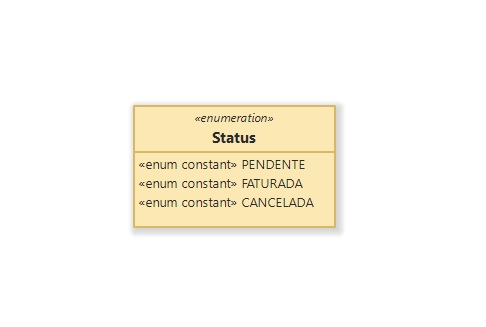 «enumeration»
Status
«enum constant» PENDENTE
«enum constant» FATURADA
«enum constant» CANCELADA